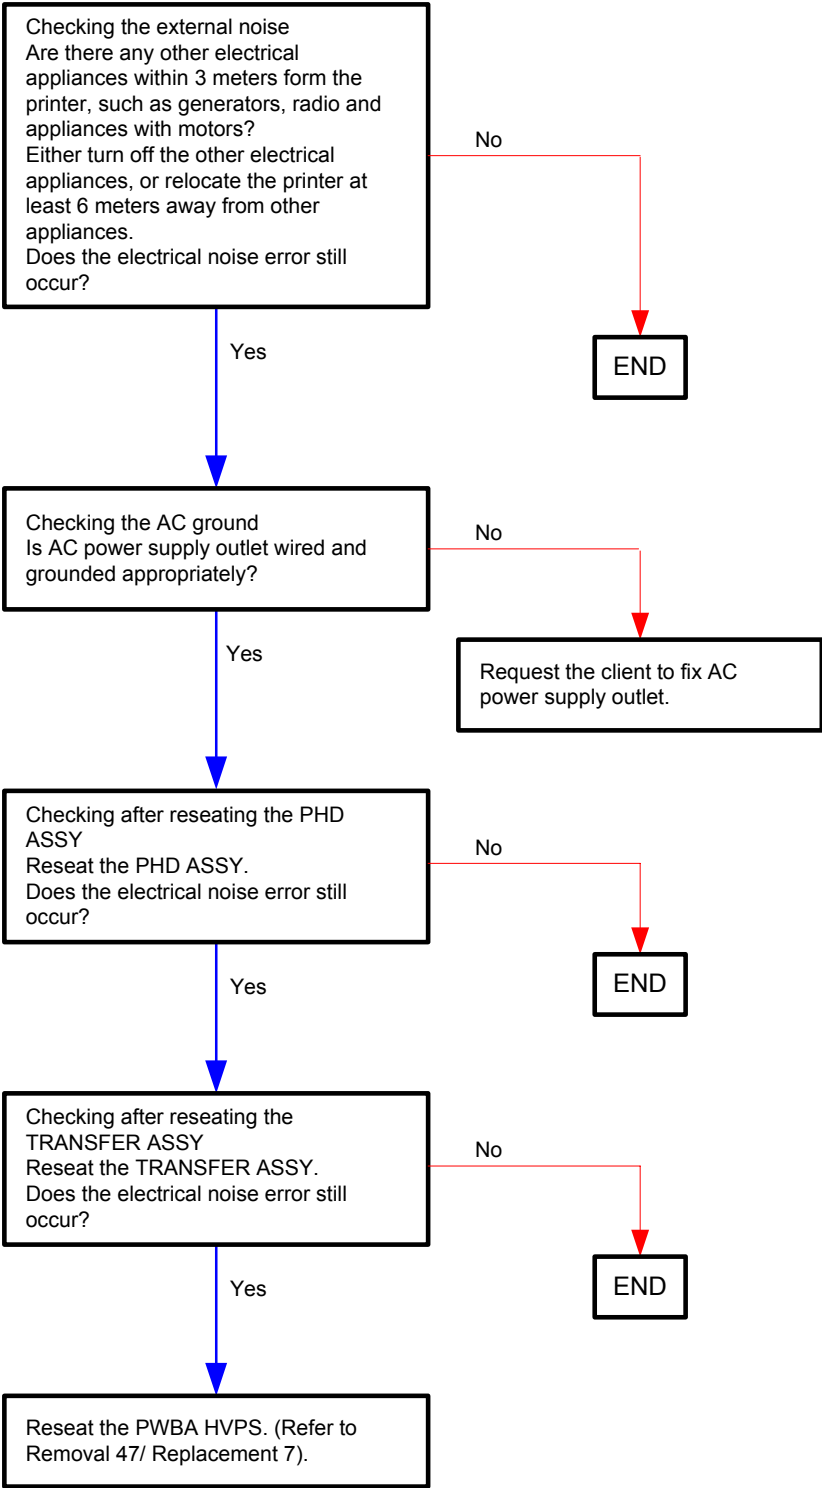 Checking the external noise
Are there any other electrical
appliances within 3 meters form the
printer, such as generators, radio and
appliances with motors?
Either turn off the other electrical
appliances, or relocate the printer at
least 6 meters away from other
appliances.
Does the electrical noise error still
occur?
No
Yes
END
Checking the AC ground
Is AC power supply outlet wired and
grounded appropriately?
No
Yes
Request the client to fix AC
power supply outlet.
Checking after reseating the PHD
ASSY
Reseat the PHD ASSY.
Does the electrical noise error still
occur?
No
Yes
END
Checking after reseating the
TRANSFER ASSY
Reseat the TRANSFER ASSY.
Does the electrical noise error still
occur?
No
Yes
END
Reseat the PWBA HVPS. (Refer to
Removal 47/ Replacement 7).